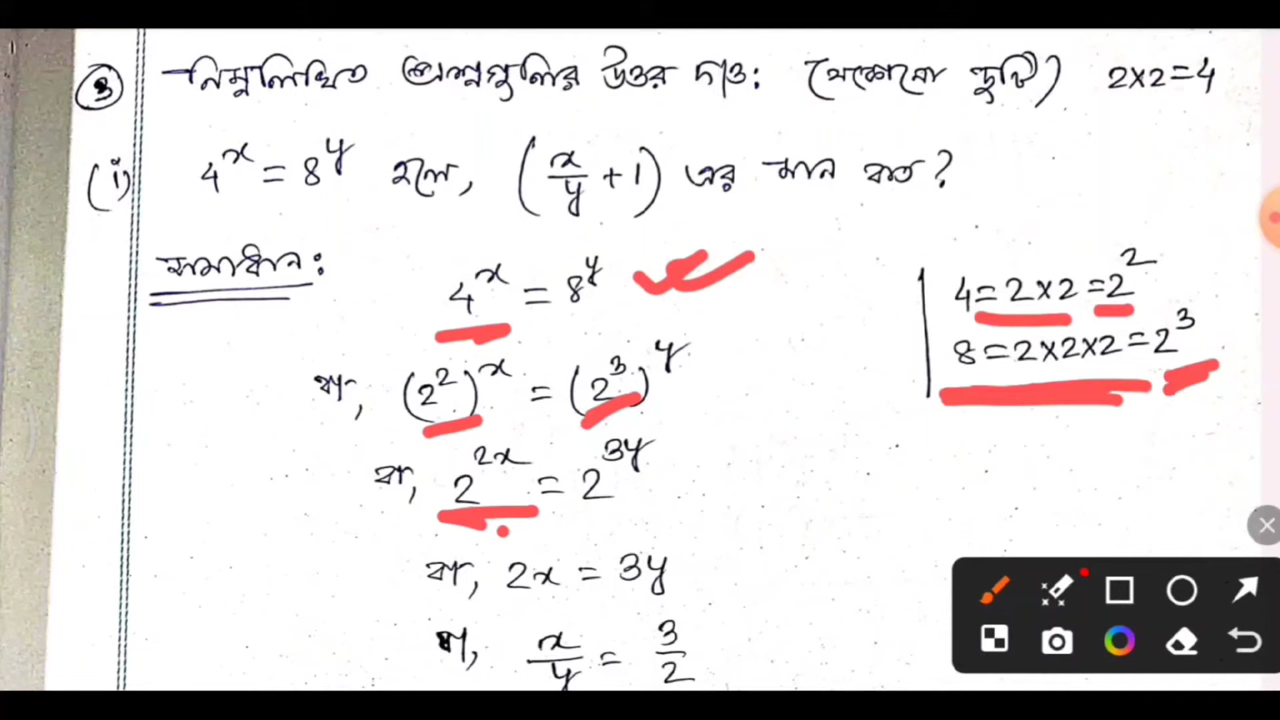 ৪ নিম্নলিখিত প্রশ্নগুলির উত্তর দাও: (যেকোনো দুটি) 2×2=4
(i) 4^x = 8^y হলে, (x/y + 1) এর মান কত?
সমাধান:
4^x = 8^y
বা, (2^2)^x = (2^3)^y
বা, 2^2x = 2^3y
বা, 2x = 3y
বা, x/y = 3/2
4=2×2=2^2
8=2×2×2=2^3